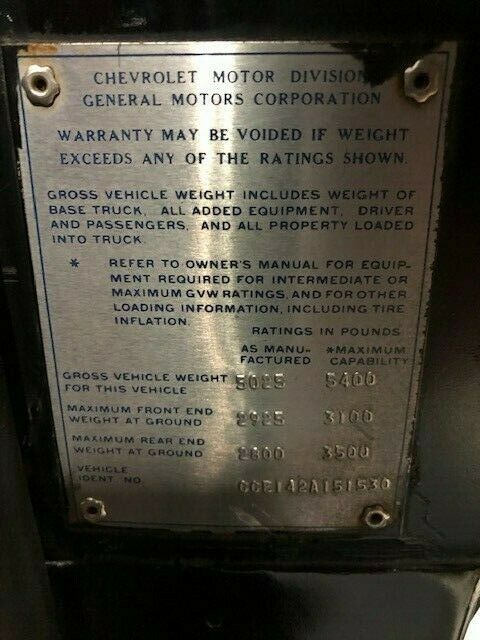 CHEVROLET MOTOR DIVISION
GENERAL MOTORS CORPORATION
WARRANTY MAY BE VOIDED IF WEIGHT
EXCEEDS ANY OF THE RATINGS SHOWN.
GROSS VEHICLE WEIGHT INCLUDES WEIGHT OF
BASE TRUCK, ALL ADDED EQUIPMENT, DRIVER
AND PASSENGERS, AND ALL PROPERTY LOADED
INTO TRUCK.
* REFER TO OWNER'S MANUAL FOR EQUIP-
MENT REQUIRED FOR INTERMEDIATE OR
MAXIMUM GVW RATINGS, AND FOR OTHER
LOADING INFORMATION, INCLUDING TIRE
INFLATION.
RATINGS IN POUNDS
AS MANU- *MAXIMUM
FACTURED CAPABILITY
GROSS VEHICLE WEIGHT
FOR THIS VEHICLE 5025 5400
MAXIMUM FRONT END
WEIGHT AT GROUND 2925 3100
MAXIMUM REAR END
WEIGHT AT GROUND 2800 3500
VEHICLE
IDENT NO. CCE142A151530